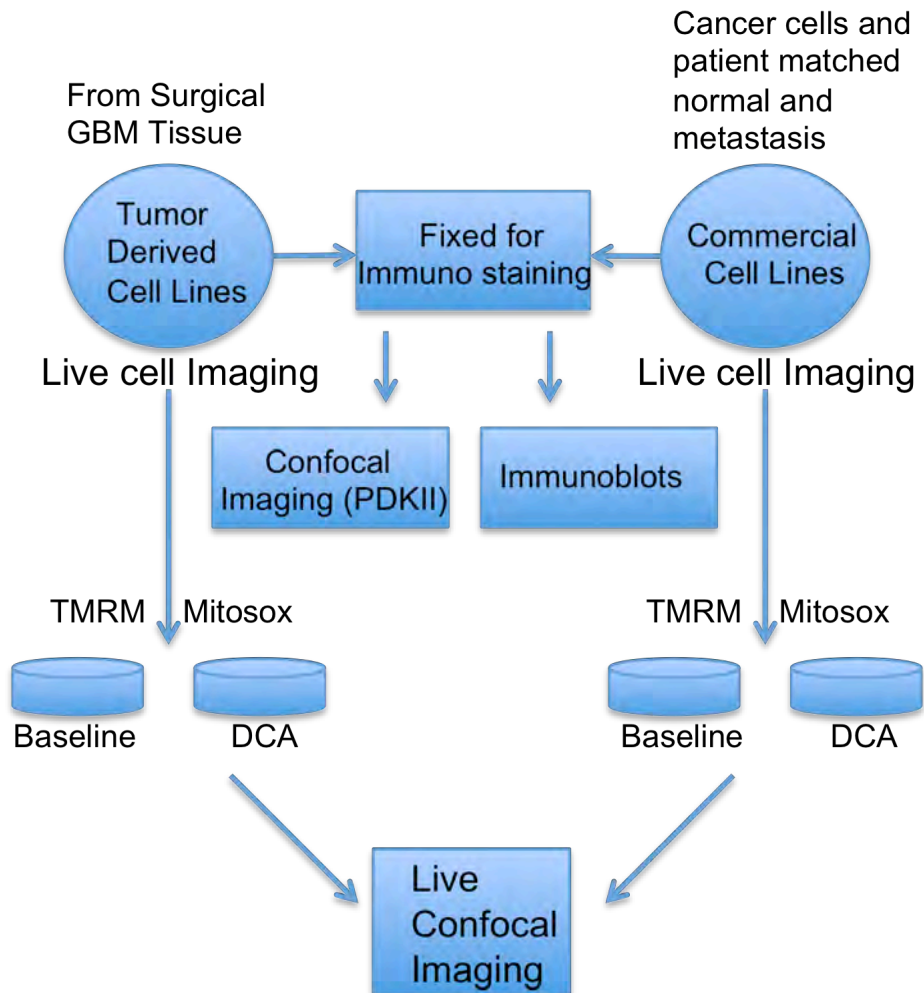 From Surgical
GBM Tissue
Cancer cells and
patient matched
normal and
metastasis
Tumor
Derived
Cell Lines
Fixed for
Immuno staining
Commercial
Cell Lines
Live cell Imaging
Live cell Imaging
Confocal
Imaging (PDKII)
Immunoblots
TMRM
Mitosox
TMRM
Mitosox
Baseline
DCA
Baseline
DCA
Live
Confocal
Imaging